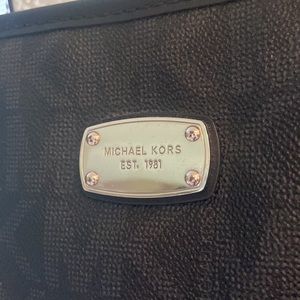 MICHAEL KORS
EST. 1981